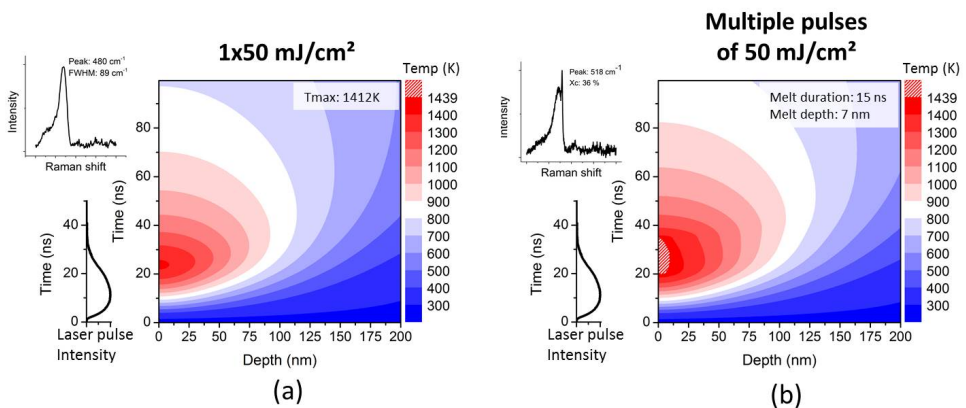 1x50 mJ/cm²
Peak: 480 cm⁻¹
FWHM: 89 cm⁻¹
Intensity
Raman shift
Tmax: 1412K
Temp (K)
1439
1400
1300
1200
1100
1000
900
800
700
600
500
400
300
Time (ns)
80
60
40
20
0
0 25 50 75 100 125 150 175 200
Depth (nm)
Time (ns)
40
20
0
Laser pulse
Intensity
(a)
Multiple pulses
of 50 mJ/cm²
Peak: 518 cm⁻¹
Xc: 36 %
Intensity
Raman shift
Melt duration: 15 ns
Melt depth: 7 nm
Temp (K)
1439
1400
1300
1200
1100
1000
900
800
700
600
500
400
300
Time (ns)
80
60
40
20
0
0 25 50 75 100 125 150 175 200
Depth (nm)
Time (ns)
40
20
0
Laser pulse
Intensity
(b)